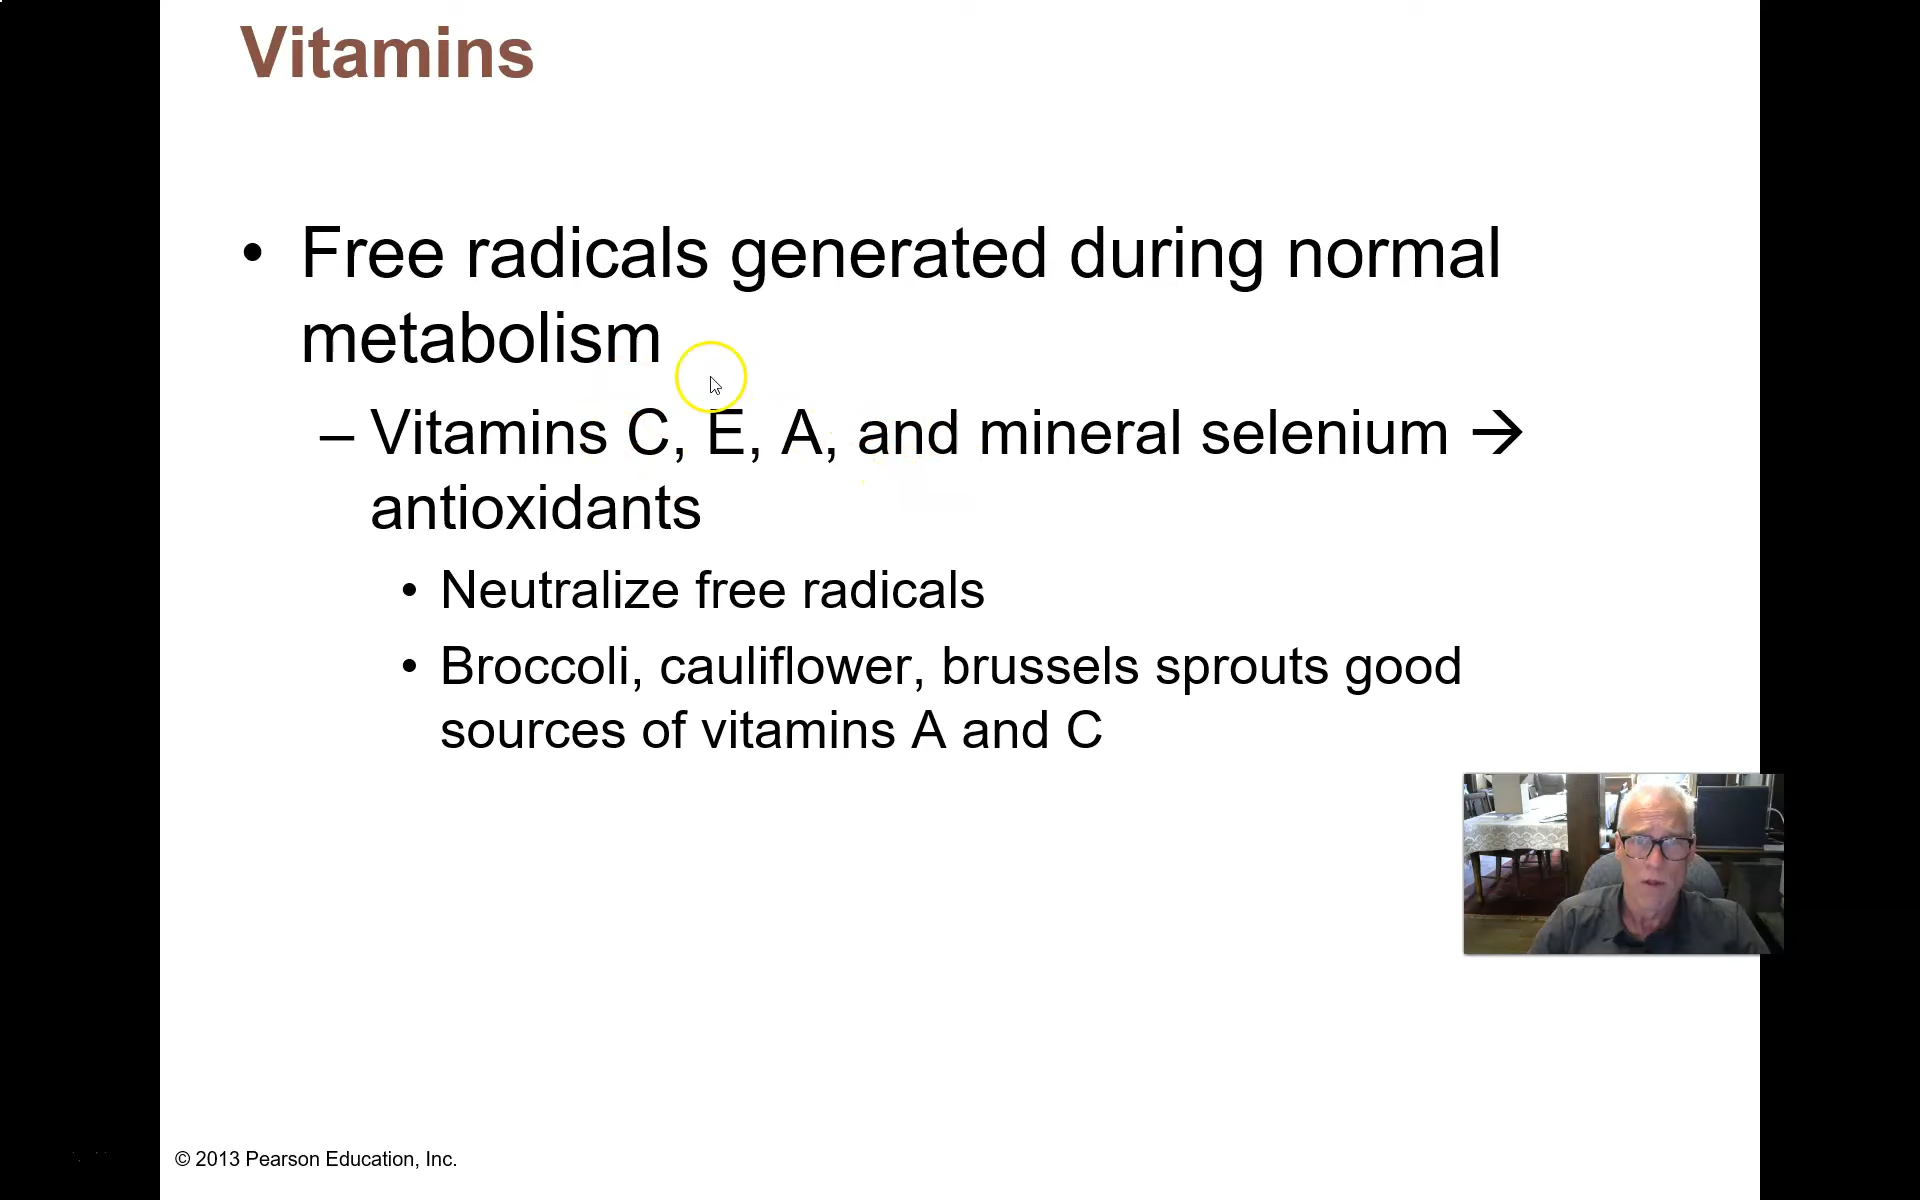 Vitamins
• Free radicals generated during normal
metabolism
– Vitamins C, E, A, and mineral selenium →
antioxidants
• Neutralize free radicals
• Broccoli, cauliflower, brussels sprouts good
sources of vitamins A and C
© 2013 Pearson Education, Inc.